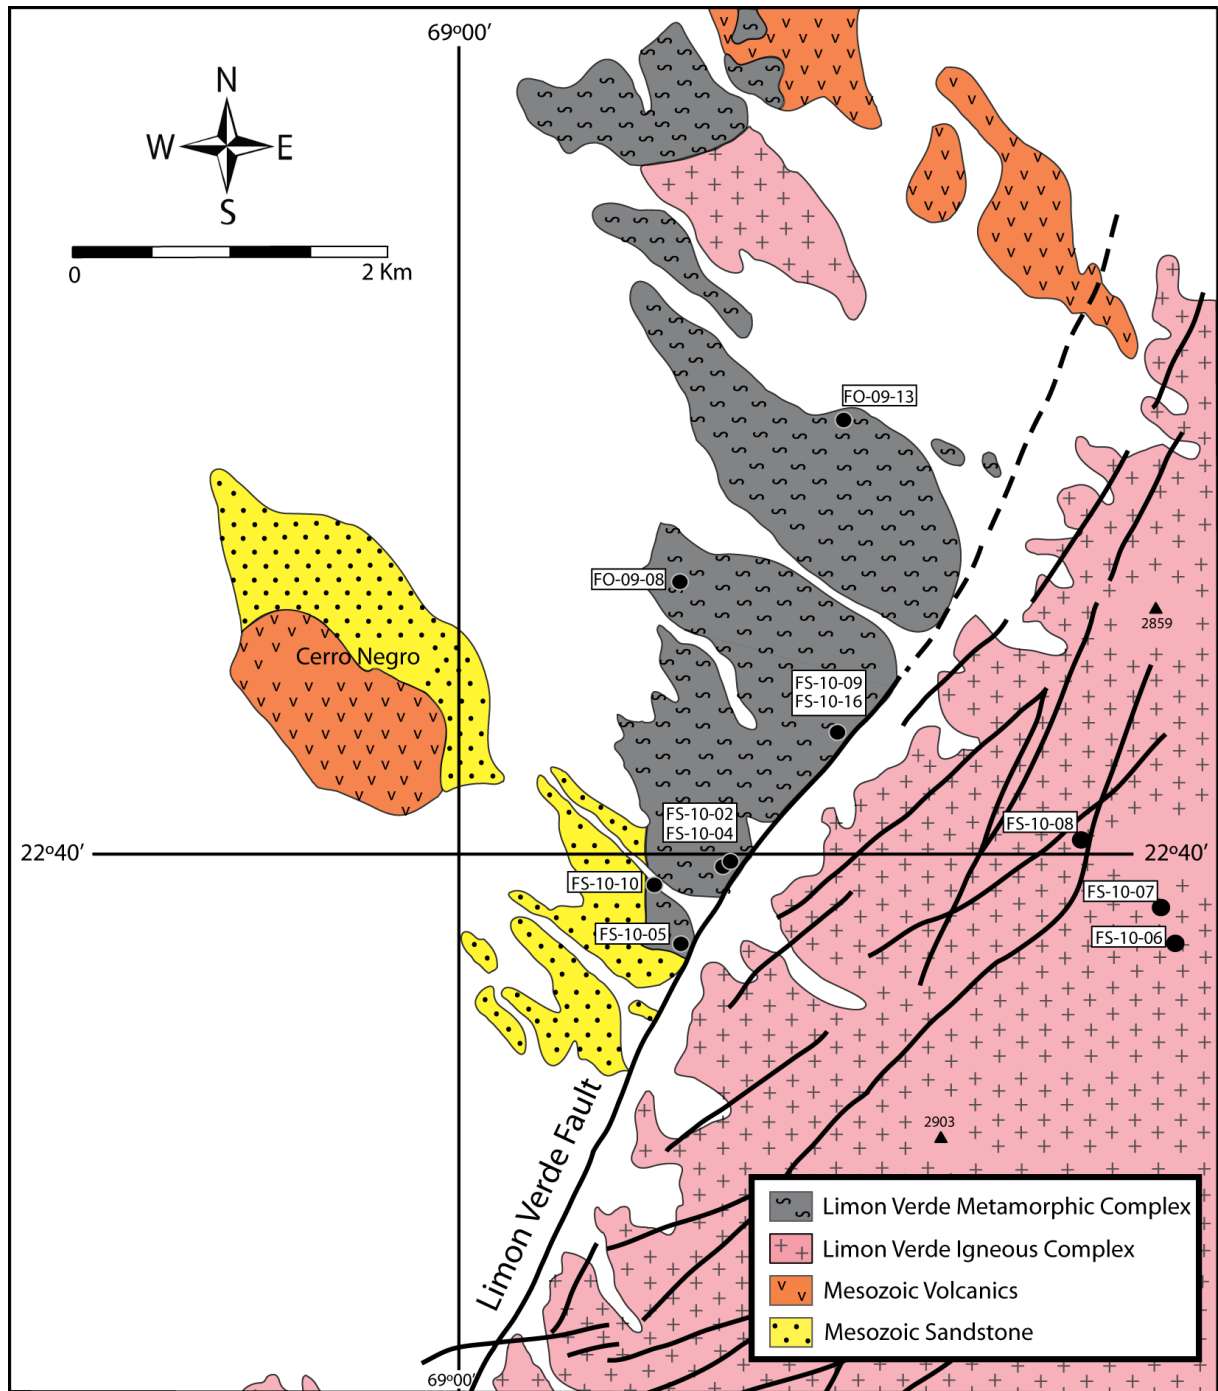 69º00’
N
W E
S
0
2 Km
FO-09-13
FO-09-08
2859
Cerro Negro
FS-10-09
FS-10-16
FS-10-02
FS-10-04
FS-10-08
22º40’
22º40’
FS-10-10
FS-10-07
FS-10-05
FS-10-06
2903
Limon Verde Fault
Limon Verde Metamorphic Complex
Limon Verde Igneous Complex
Mesozoic Volcanics
Mesozoic Sandstone
69º00’